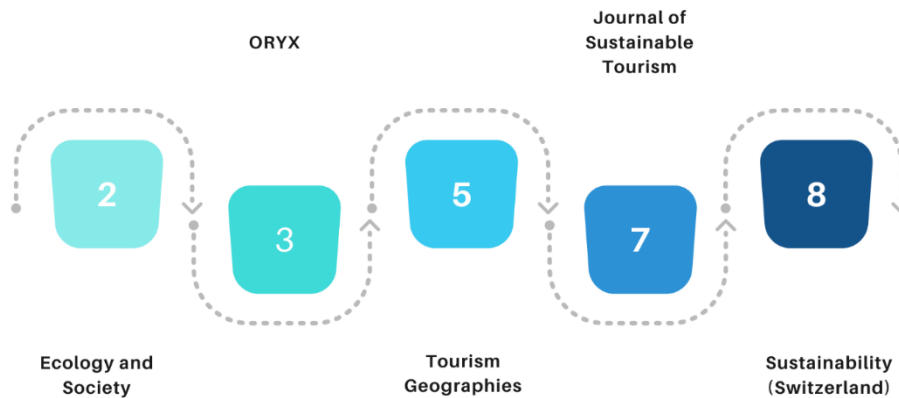 ORYX
Journal of
Sustainable
Tourism
2
3
5
7
8
Ecology and
Society
Tourism
Geographies
Sustainability
(Switzerland)